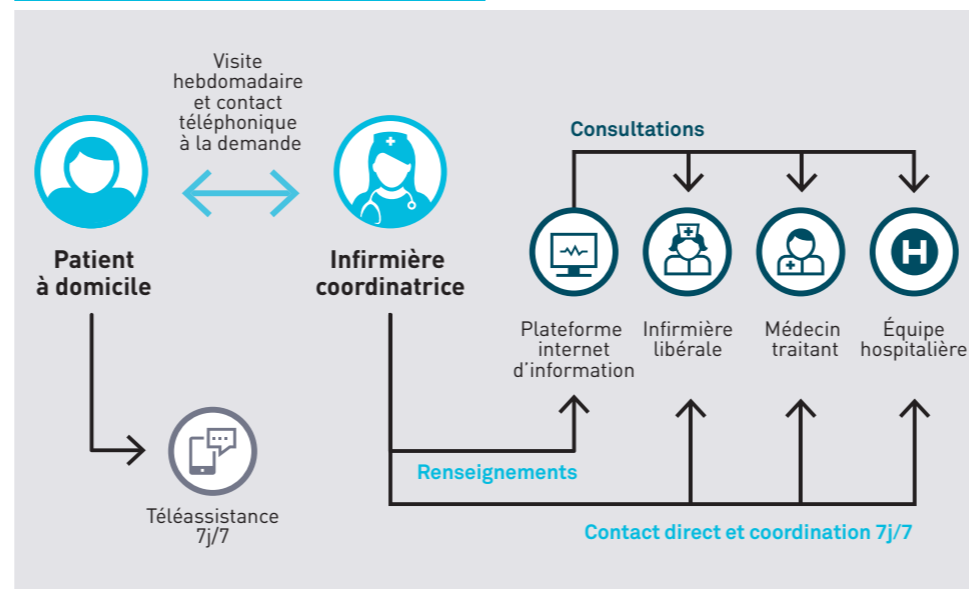 Visite
hebdomadaire
et contact
téléphonique
à la demande
Patient
à domicile
Infirmière
coordinatrice
Consultations
H
Plateforme
internet
d'information
Infirmière
libérale
Médecin
traitant
Équipe
hospitalière
Renseignements
Téléassistance
7j/7
Contact direct et coordination 7j/7